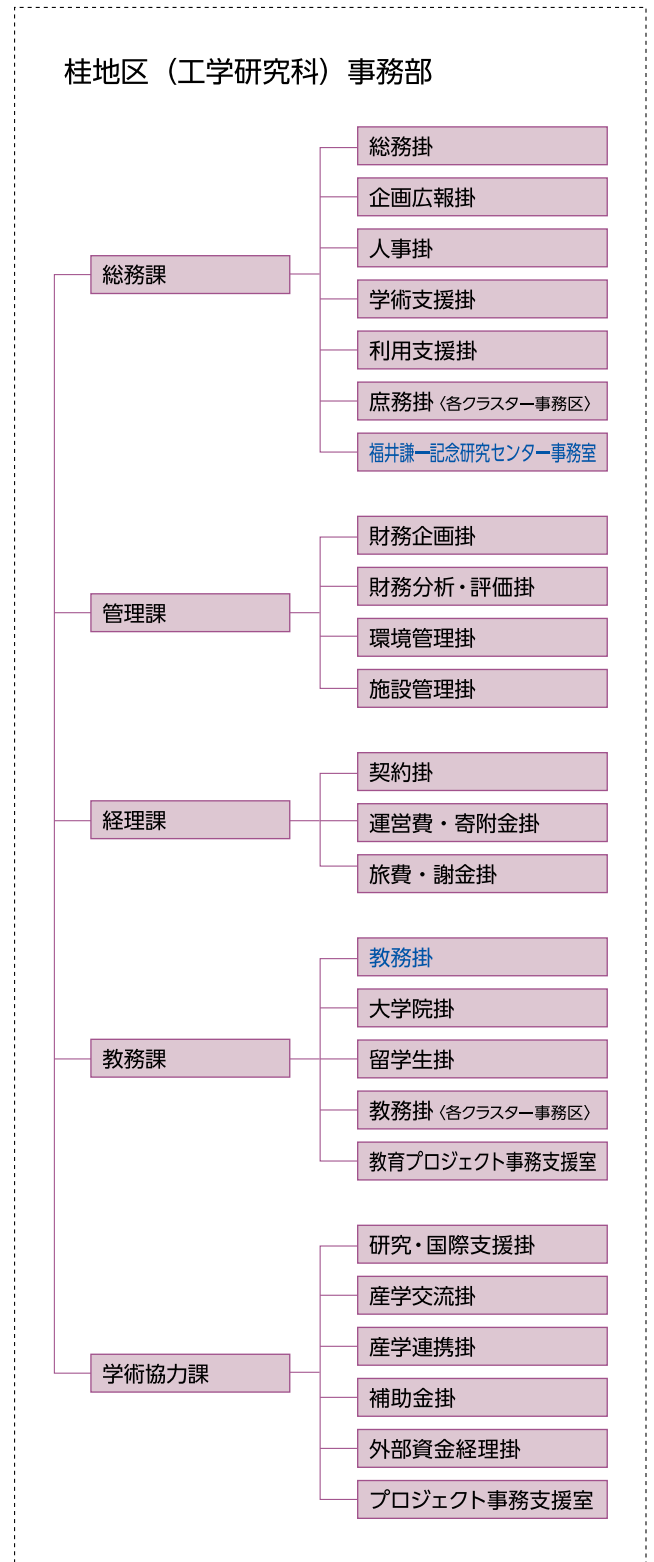 桂地区（工学研究科）事務部
総務課
総務掛
企画広報掛
人事掛
学術支援掛
利用支援掛
庶務掛〈各クラスター事務区〉
福井謙一記念研究センター事務室
管理課
財務企画掛
財務分析・評価掛
環境管理掛
施設管理掛
経理課
契約掛
運営費・寄附金掛
旅費・謝金掛
教務課
教務掛
大学院掛
留学生掛
教務掛〈各クラスター事務区〉
教育プロジェクト事務支援室
学術協力課
研究・国際支援掛
産学交流掛
産学連携掛
補助金掛
外部資金経理掛
プロジェクト事務支援室